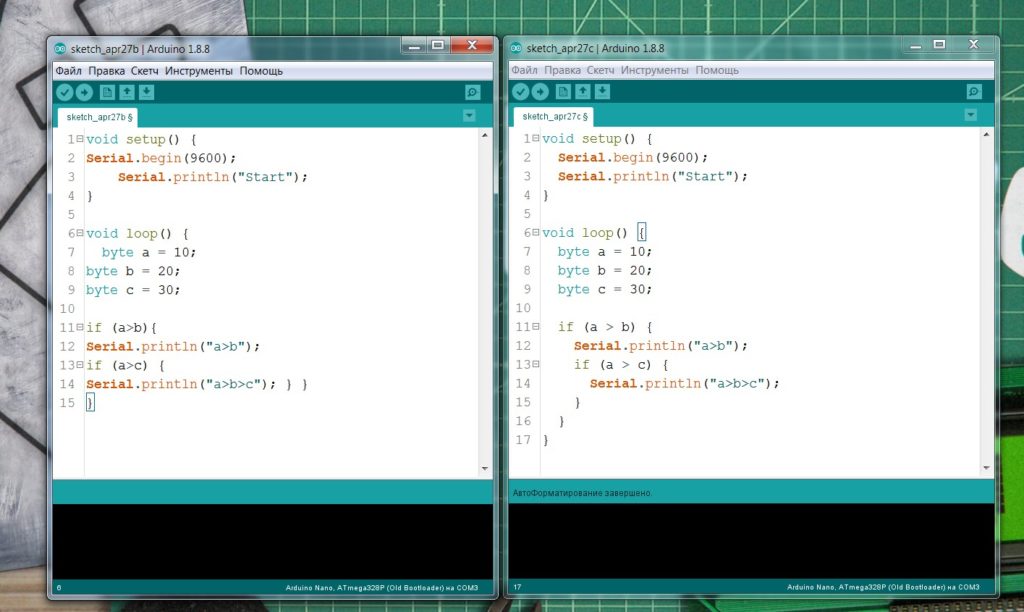 sketch_apr27b | Arduino 1.8.8
Файл Правка Скетч Инструменты Помощь
sketch_apr27b §
1 void setup() {
2 Serial.begin(9600);
3     Serial.println("Start");
4 }
5
6 void loop() {
7   byte a = 10;
8 byte b = 20;
9 byte c = 30;
10
11 if (a>b){
12 Serial.println("a>b");
13 if (a>c) {
14 Serial.println("a>b>c"); } }
15 }
6
Arduino Nano, ATmega328P (Old Bootloader) на COM3
sketch_apr27c | Arduino 1.8.8
Файл Правка Скетч Инструменты Помощь
sketch_apr27c §
1 void setup() {
2   Serial.begin(9600);
3   Serial.println("Start");
4 }
5
6 void loop() {
7   byte a = 10;
8   byte b = 20;
9   byte c = 30;
10
11   if (a > b) {
12     Serial.println("a>b");
13     if (a > c) {
14       Serial.println("a>b>c");
15     }
16   }
17 }
АвтоФорматирование завершено.
17
Arduino Nano, ATmega328P (Old Bootloader) на COM3